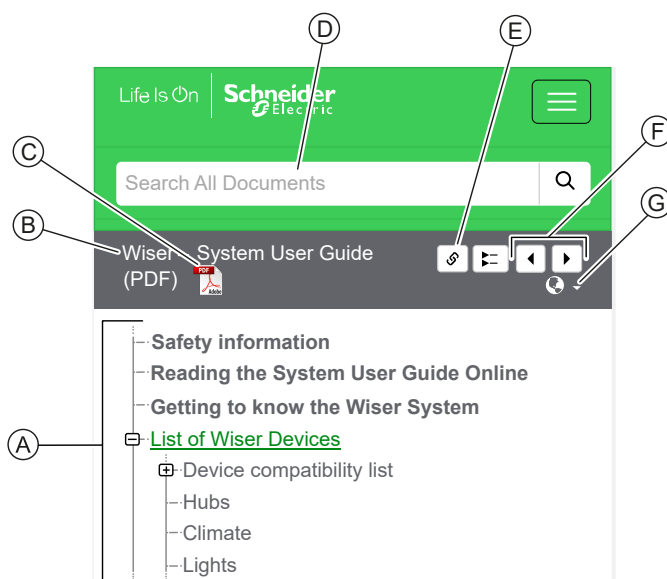 D
E
Life Is On | Schneider Electric
F
C
Search All Documents
G
B
Wiser - System User Guide
(PDF)
PDF
Adobe
Safety information
Reading the System User Guide Online
Getting to know the Wiser System
A
List of Wiser Devices
Device compatibility list
Hubs
Climate
Lights